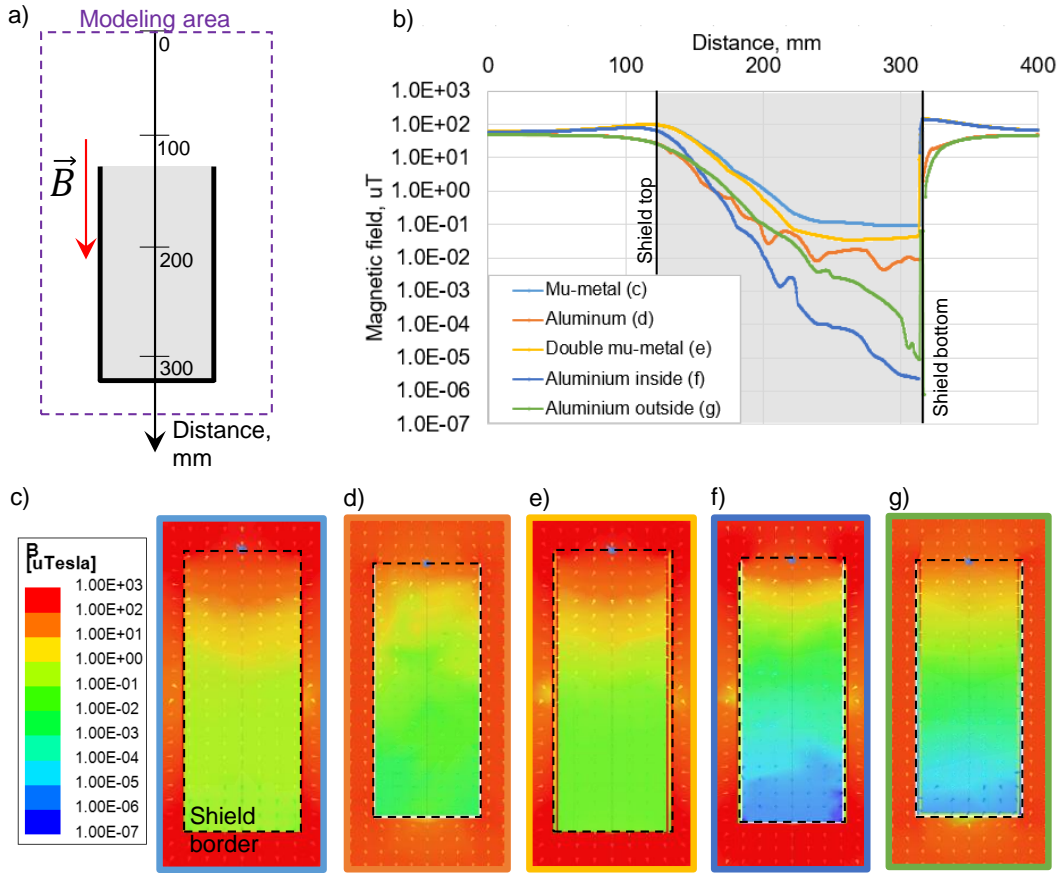 a)
Modeling area
0
100
200
300
B
Distance,
mm
b)
Distance, mm
0 100 200 300 400
1.0E+03
1.0E+02
1.0E+01
1.0E+00
1.0E-01
1.0E-02
1.0E-03
1.0E-04
1.0E-05
1.0E-06
1.0E-07
Magnetic field, uT
Shield top
Shield bottom
Mu-metal (c)
Aluminum (d)
Double mu-metal (e)
Aluminium inside (f)
Aluminium outside (g)
c)
d)
e)
f)
g)
B
[uTesla]
1.00E+03
1.00E+02
1.00E+01
1.00E+00
1.00E-01
1.00E-02
1.00E-03
1.00E-04
1.00E-05
1.00E-06
1.00E-07
Shield
border